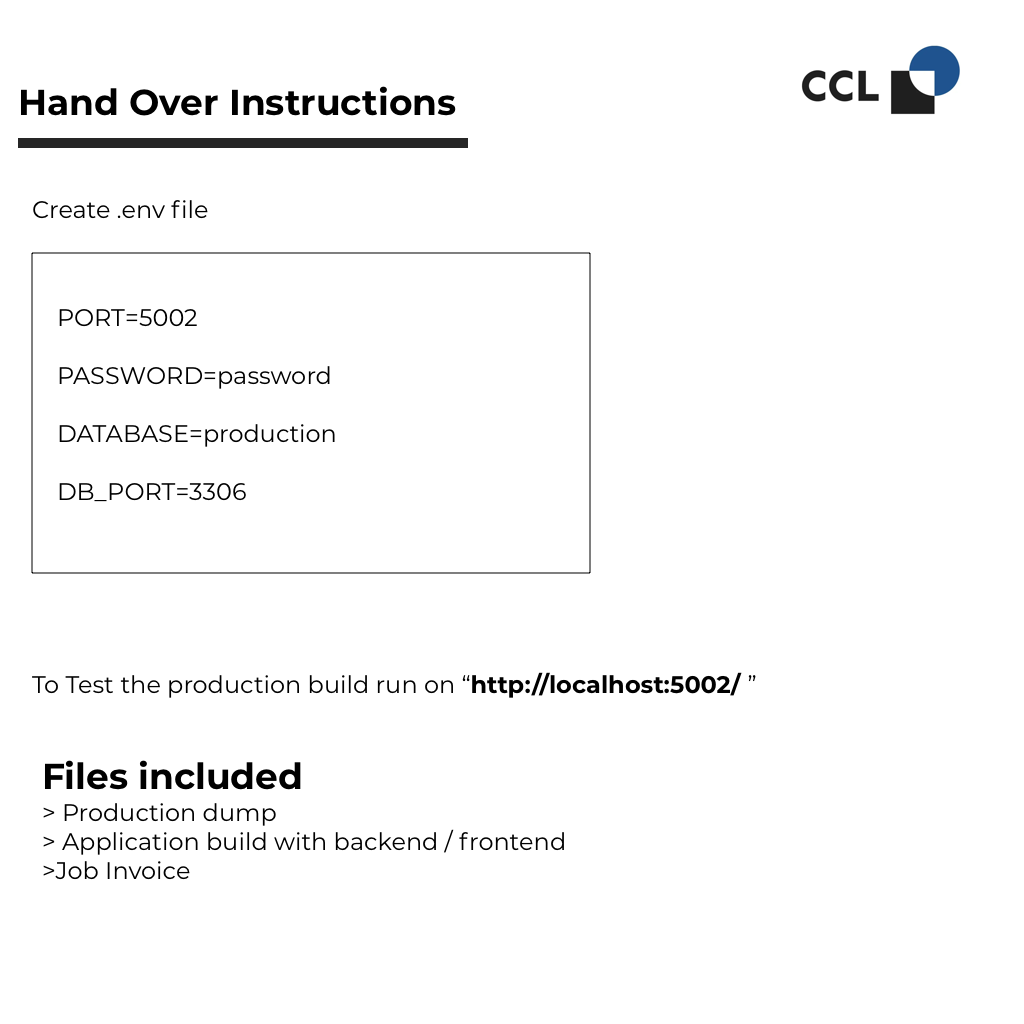 Hand Over Instructions
CCL
Create .env file
PORT=5002
PASSWORD=password
DATABASE=production
DB_PORT=3306
To Test the production build run on “http://localhost:5002/ ”
Files included
> Production dump
> Application build with backend / frontend
>Job Invoice